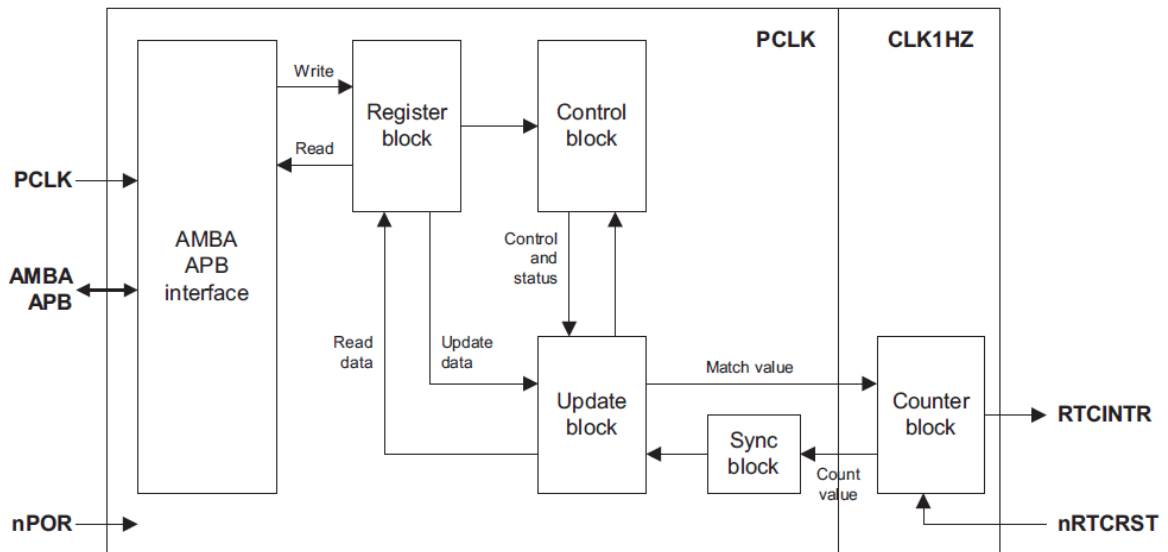 PCLK
CLK1HZ
Write
Register
block
Control
block
Read
PCLK
AMBA
APB
interface
Control
and
status
AMBA
APB
Read
data
Update
data
Match value
Update
block
Counter
block
RTCINTR
Sync
block
Count
value
nPOR
nRTCRST